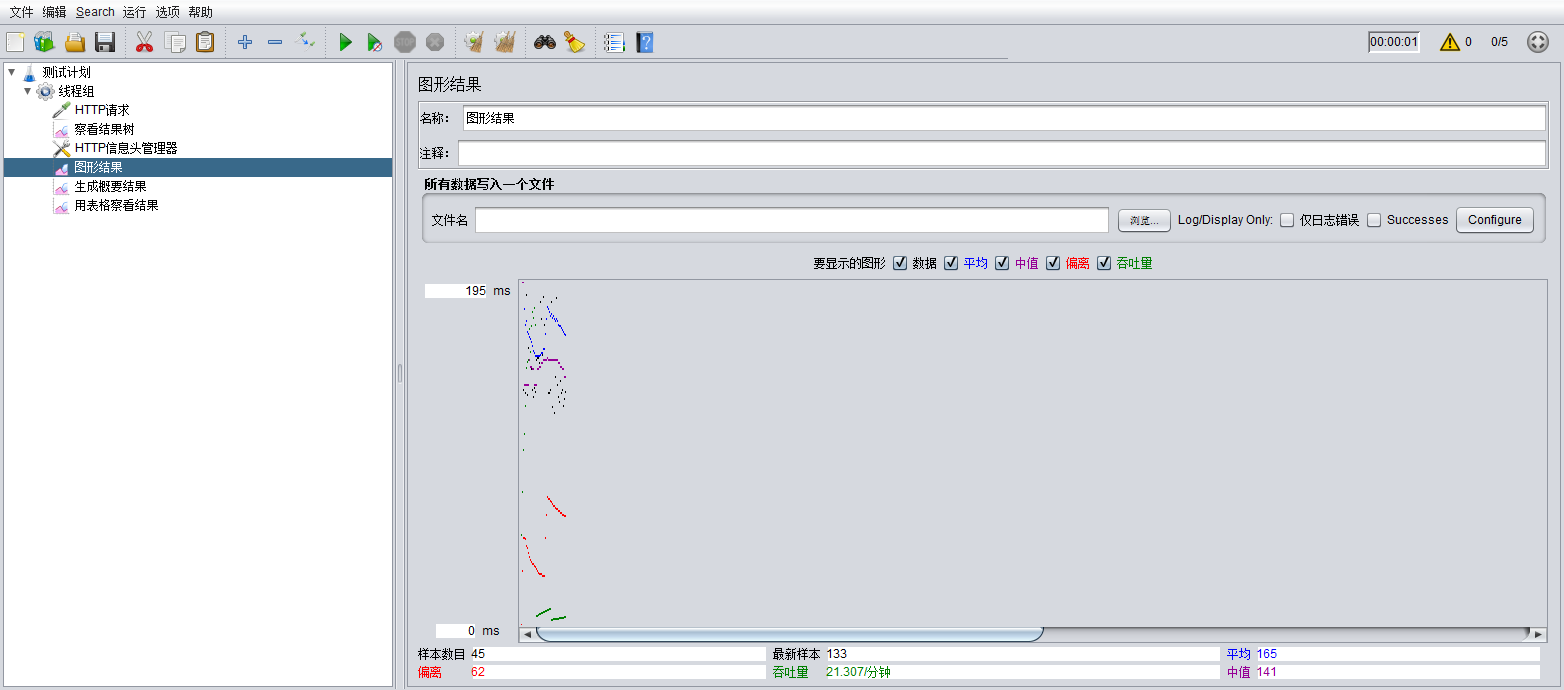 文件 编辑 Search 运行 选项 帮助
STOP 00:00:01 0 0/5
测试计划
线程组
HTTP请求
察看结果树
HTTP信息头管理器
图形结果
生成概要结果
用表格察看结果
图形结果
名称： 图形结果
注释：
所有数据写入一个文件
文件名 浏览... Log/Display Only: 仅日志错误 Successes Configure
要显示的图形 数据 平均 中值 偏离 吞吐量
195 ms
0 ms
样本数目 45 最新样本 133 平均 165
偏离 62 吞吐量 21.307/分钟 中值 141